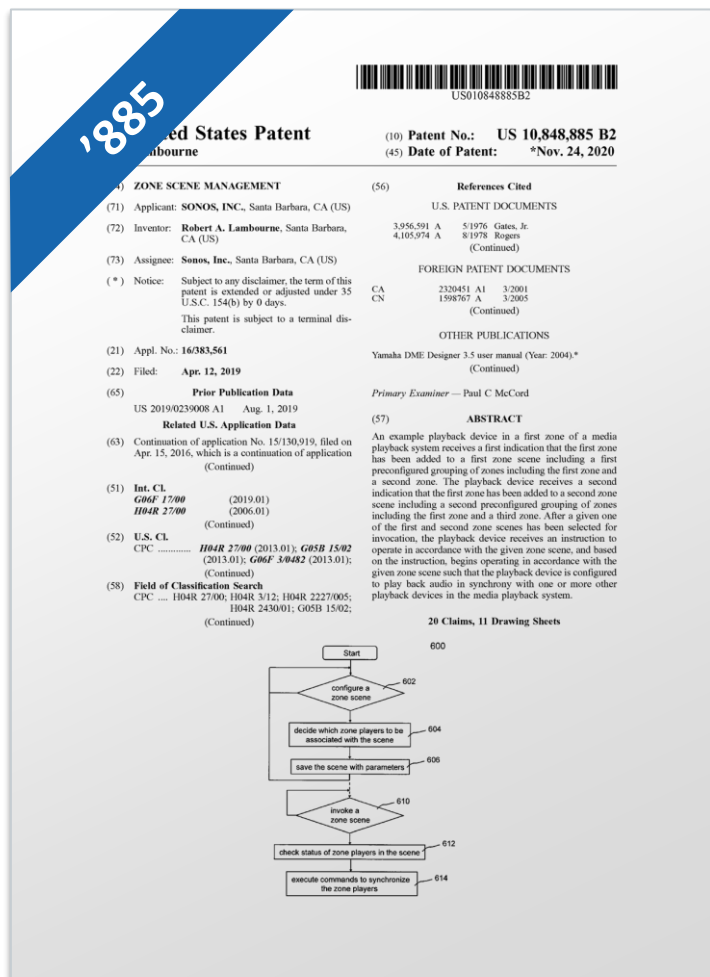 '885
US010848885B2
ed States Patent
bourne
(10) Patent No.: US 10,848,885 B2
(45) Date of Patent: *Nov. 24, 2020
ZONE SCENE MANAGEMENT
(71) Applicant: SONOS, INC., Santa Barbara, CA (US)
(72) Inventor: Robert A. Lambourne, Santa Barbara,
CA (US)
(73) Assignee: Sonos, Inc., Santa Barbara, CA (US)
( * ) Notice: Subject to any disclaimer, the term of this
patent is extended or adjusted under 35
U.S.C. 154(b) by 0 days.
This patent is subject to a terminal dis-
claimer.
(21) Appl. No.: 16/383,561
(22) Filed: Apr. 12, 2019
(65) Prior Publication Data
US 2019/0239008 A1 Aug. 1, 2019
Related U.S. Application Data
(63) Continuation of application No. 15/130,919, filed on
Apr. 15, 2016, which is a continuation of application
(Continued)
(51) Int. Cl.
G06F 17/00 (2019.01)
H04R 27/00 (2006.01)
(Continued)
(52) U.S. Cl.
CPC ............. H04R 27/00 (2013.01); G05B 15/02
(2013.01); G06F 3/0482 (2013.01);
(Continued)
(58) Field of Classification Search
CPC .... H04R 27/00; H04R 3/12; H04R 2227/005;
H04R 2430/01; G05B 15/02;
(Continued)
(56) References Cited
U.S. PATENT DOCUMENTS
3,956,591 A 5/1976 Gates, Jr.
4,105,974 A 8/1978 Rogers
(Continued)
FOREIGN PATENT DOCUMENTS
CA 2320451 A1 3/2001
CN 1598767 A 3/2005
(Continued)
OTHER PUBLICATIONS
Yamaha DME Designer 3.5 user manual (Year: 2004).*
(Continued)
Primary Examiner — Paul C McCord
(57) ABSTRACT
An example playback device in a first zone of a media
playback system receives a first indication that the first zone
has been added to a first zone scene including a first
preconfigured grouping of zones including the first zone and
a second zone. The playback device receives a second
indication that the first zone has been added to a second zone
scene including a second preconfigured grouping of zones
including the first zone and a third zone. After a given one
of the first and second zone scenes has been selected for
invocation, the playback device receives an instruction to
operate in accordance with the given zone scene, and based
on the instruction, begins operating in accordance with the
given zone scene such that the playback device is configured
to play back audio in synchrony with one or more other
playback devices in the media playback system.
20 Claims, 11 Drawing Sheets
600
Start
configure a
zone scene
602
decide which zone players to be
associated with the scene
604
save the scene with parameters
606
invoke a
zone scene
610
check status of zone players in the scene
612
execute commands to synchronize
the zone players
614